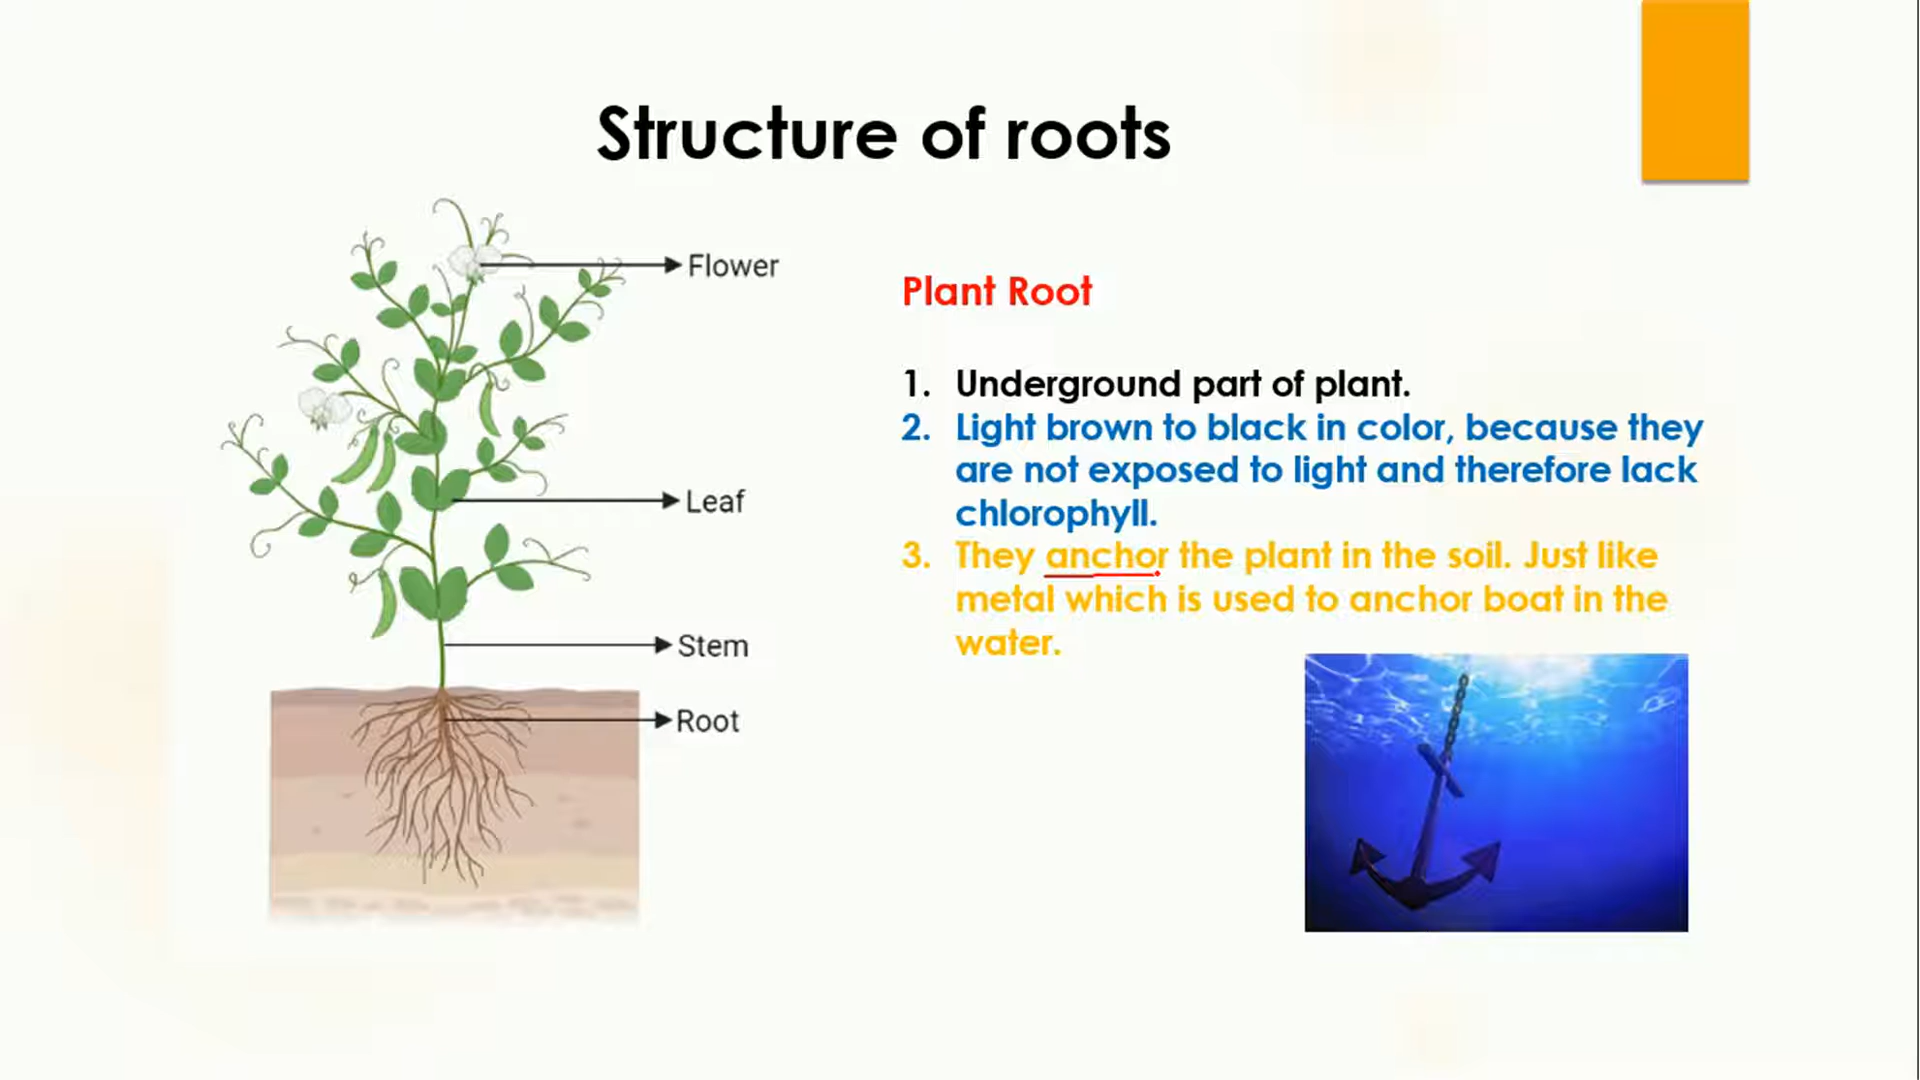 Structure of roots
Flower
Leaf
Stem
Root
Plant Root
1. Underground part of plant.
2. Light brown to black in color, because they
are not exposed to light and therefore lack
chlorophyll.
3. They anchor the plant in the soil. Just like
metal which is used to anchor boat in the
water.